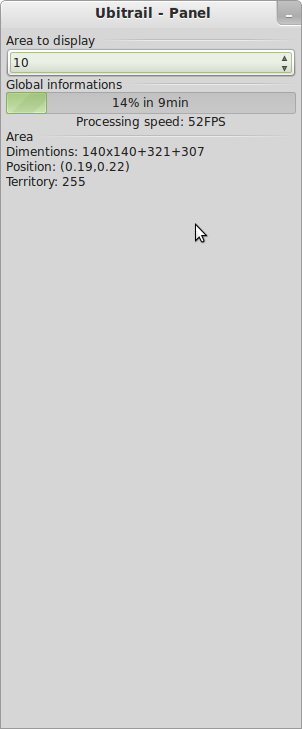 Ubitrail - Panel
Area to display
10
Global informations
14% in 9min
Processing speed: 52FPS
Area
Dimentions: 140x140+321+307
Position: (0.19,0.22)
Territory: 255